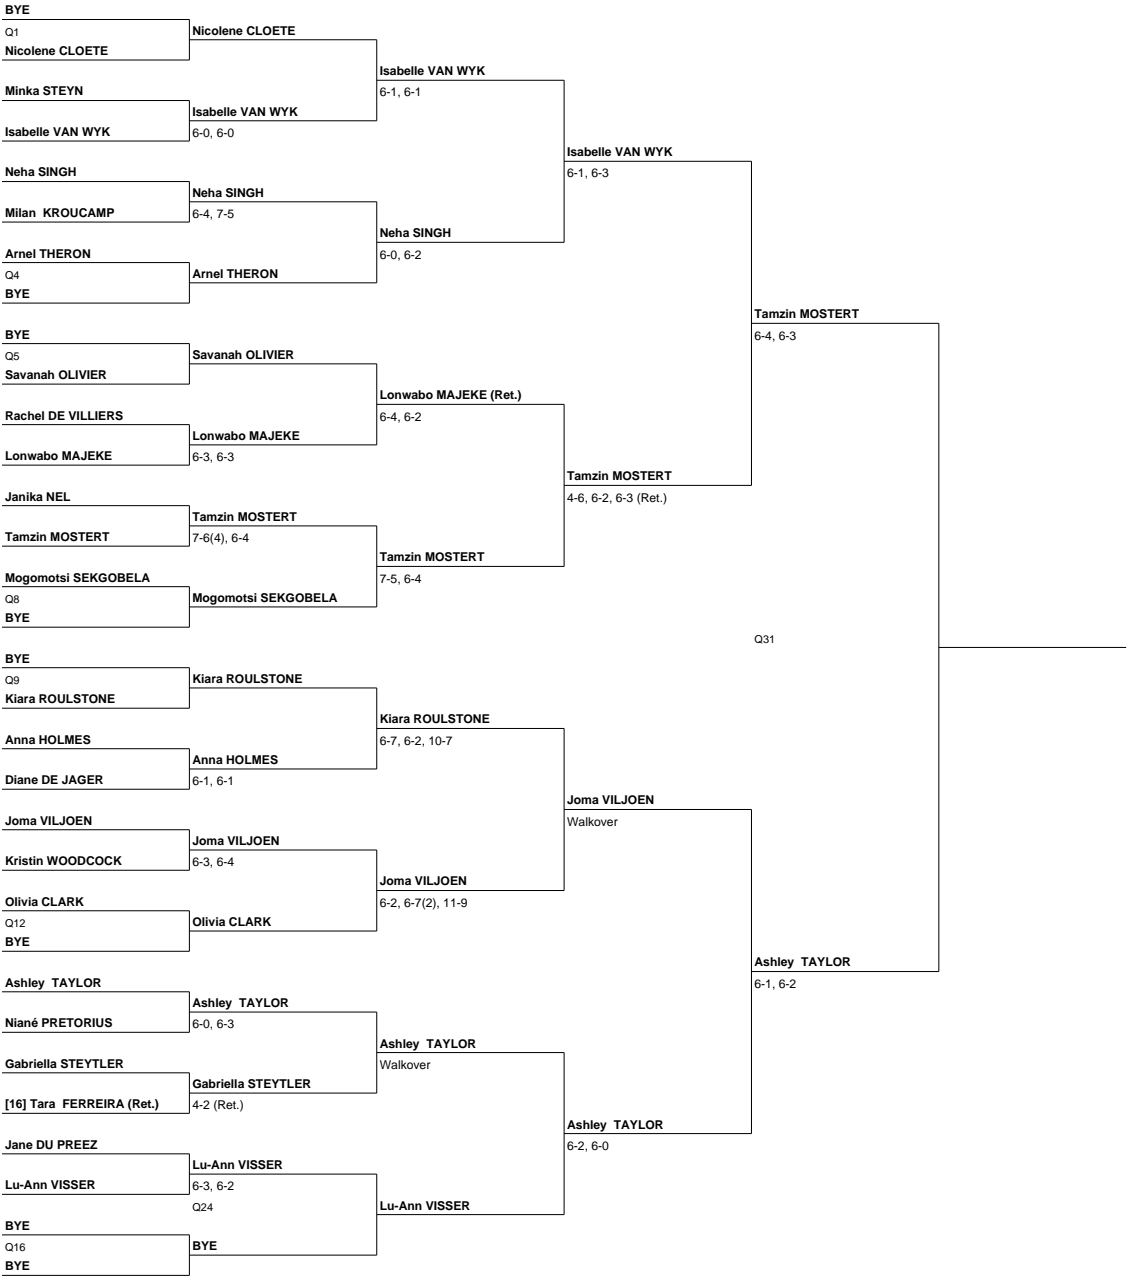 BYE
Q1
Nicolene CLOETE
Nicolene CLOETE
Isabelle VAN WYK
6-1, 6-1
Minka STEYN
Isabelle VAN WYK
6-0, 6-0
Isabelle VAN WYK
Isabelle VAN WYK
6-1, 6-3
Neha SINGH
Neha SINGH
6-4, 7-5
Milan  KROUCAMP
Neha SINGH
6-0, 6-2
Arnel THERON
Q4
Arnel THERON
BYE
Tamzin MOSTERT
6-4, 6-3
BYE
Q5
Savanah OLIVIER
Savanah OLIVIER
Lonwabo MAJEKE (Ret.)
6-4, 6-2
Rachel DE VILLIERS
Lonwabo MAJEKE
6-3, 6-3
Lonwabo MAJEKE
Tamzin MOSTERT
4-6, 6-2, 6-3 (Ret.)
Janika NEL
Tamzin MOSTERT
7-6(4), 6-4
Tamzin MOSTERT
Tamzin MOSTERT
7-5, 6-4
Mogomotsi SEKGOBELA
Q8
Mogomotsi SEKGOBELA
BYE
Q31
BYE
Q9
Kiara ROULSTONE
Kiara ROULSTONE
Kiara ROULSTONE
6-7, 6-2, 10-7
Anna HOLMES
Anna HOLMES
6-1, 6-1
Diane DE JAGER
Joma VILJOEN
Walkover
Joma VILJOEN
Joma VILJOEN
6-3, 6-4
Kristin WOODCOCK
Joma VILJOEN
6-2, 6-7(2), 11-9
Olivia CLARK
Q12
Olivia CLARK
BYE
Ashley  TAYLOR
6-1, 6-2
Ashley  TAYLOR
Ashley  TAYLOR
6-0, 6-3
Niané PRETORIUS
Ashley  TAYLOR
Walkover
Gabriella STEYTLER
Gabriella STEYTLER
4-2 (Ret.)
[16] Tara  FERREIRA (Ret.)
Ashley  TAYLOR
6-2, 6-0
Jane DU PREEZ
Lu-Ann VISSER
6-3, 6-2
Lu-Ann VISSER
Q24
Lu-Ann VISSER
BYE
Q16
BYE
BYE